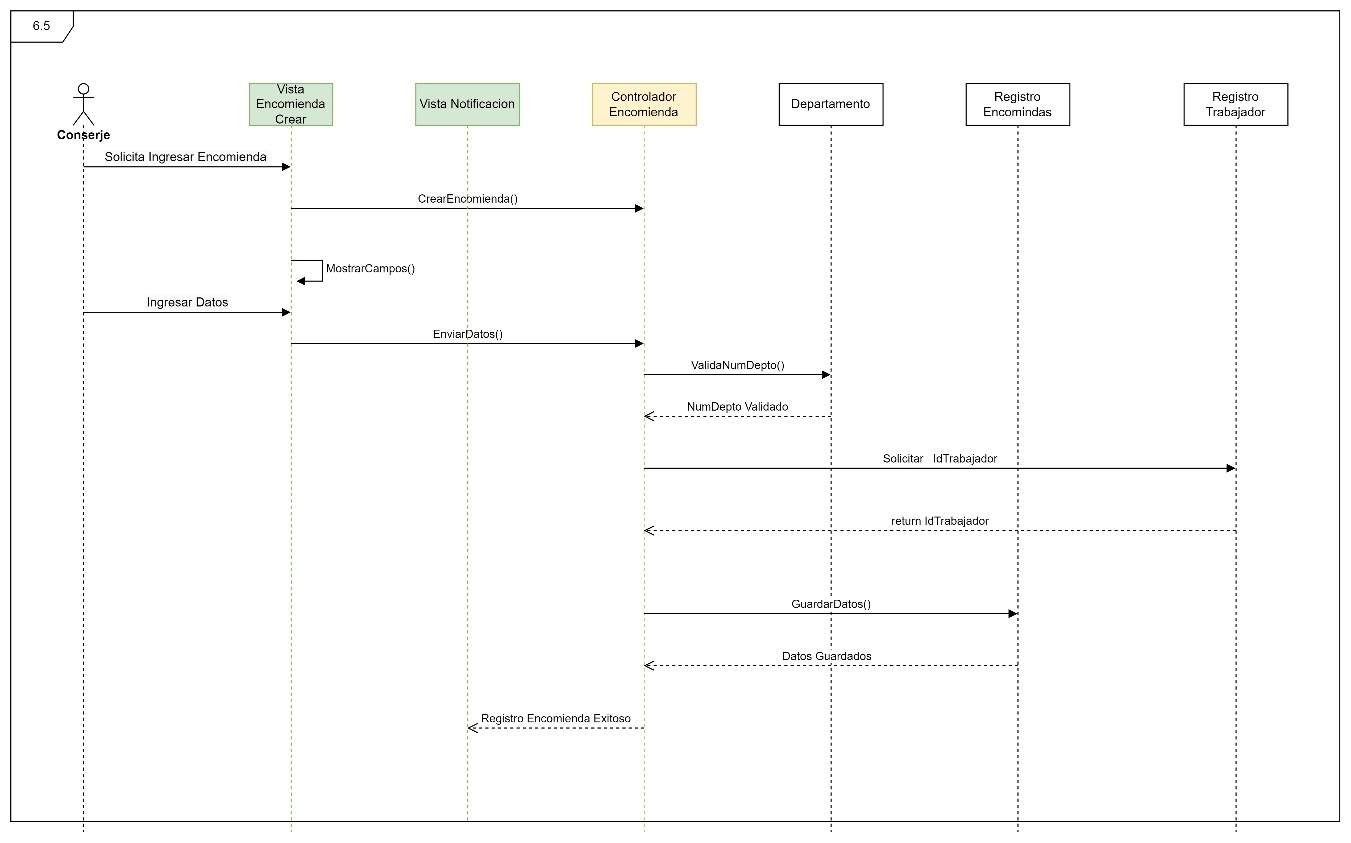 6.5
Conserje
Vista
Encomienda
Crear
Vista Notificacion
Controlador
Encomienda
Departamento
Registro
Encomindas
Registro
Trabajador
Solicita Ingresar Encomienda
CrearEncomienda()
MostrarCampos()
Ingresar Datos
EnviarDatos()
ValidaNumDepto()
NumDepto Validado
Solicitar IdTrabajador
return IdTrabajador
GuardarDatos()
Datos Guardados
Registro Encomienda Exitoso